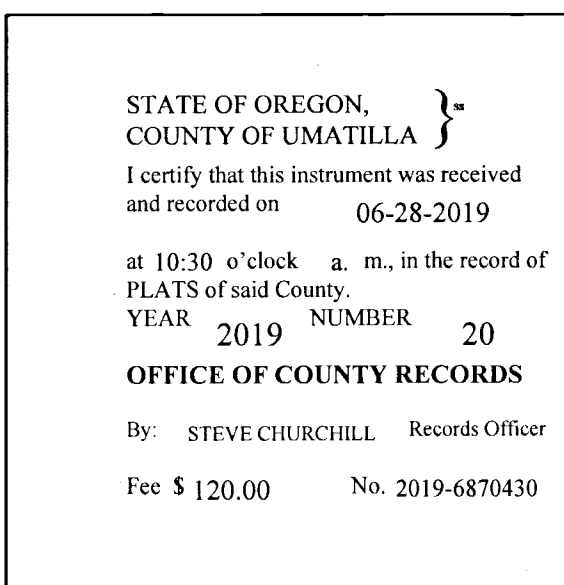 STATE OF OREGON, } ss
COUNTY OF UMATILLA
I certify that this instrument was received
and recorded on 06-28-2019
at 10:30 o'clock a. m., in the record of
PLATS of said County.
YEAR 2019 NUMBER 20
OFFICE OF COUNTY RECORDS
By: STEVE CHURCHILL Records Officer
Fee $ 120.00 No. 2019-6870430